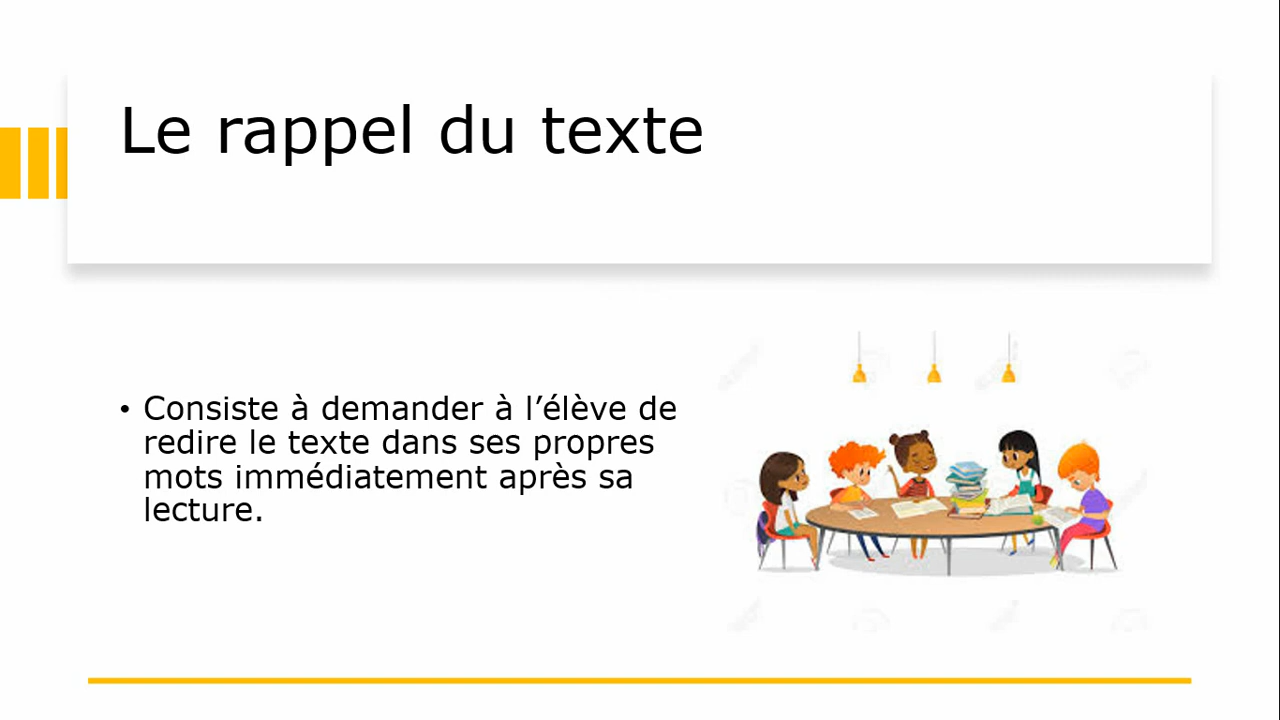 Le rappel du texte
• Consiste à demander à l’élève de
redire le texte dans ses propres
mots immédiatement après sa
lecture.